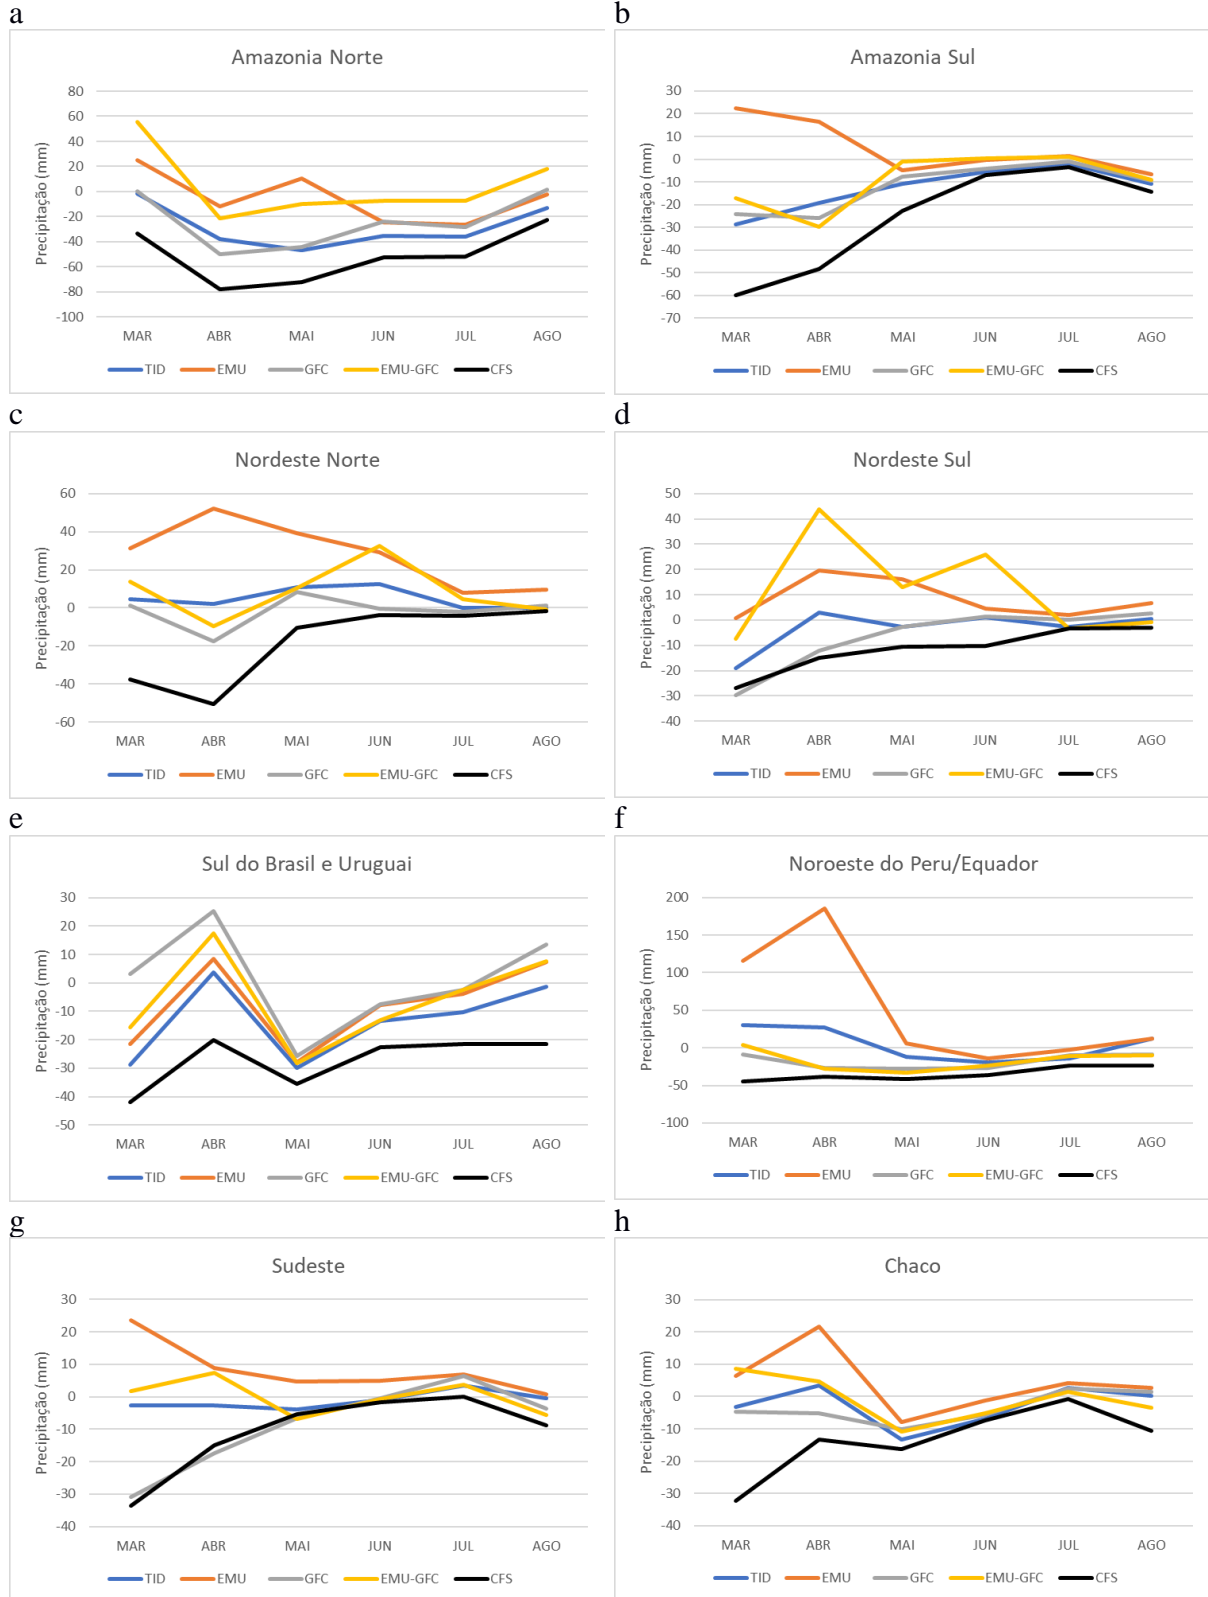 a
Amazonia Norte
Precipitação (mm)
80
60
40
20
0
-20
-40
-60
-80
-100
MAR ABR MAI JUN JUL AGO
TID EMU GFC EMU-GFC CFS
b
Amazonia Sul
Precipitação (mm)
30
20
10
0
-10
-20
-30
-40
-50
-60
-70
MAR ABR MAI JUN JUL AGO
TID EMU GFC EMU-GFC CFS
c
Nordeste Norte
Precipitação (mm)
60
40
20
0
-20
-40
-60
MAR ABR MAI JUN JUL AGO
TID EMU GFC EMU-GFC CFS
d
Nordeste Sul
Precipitação (mm)
50
40
30
20
10
0
-10
-20
-30
-40
MAR ABR MAI JUN JUL AGO
TID EMU GFC EMU-GFC CFS
e
Sul do Brasil e Uruguai
Precipitação (mm)
30
20
10
0
-10
-20
-30
-40
-50
MAR ABR MAI JUN JUL AGO
TID EMU GFC EMU-GFC CFS
f
Noroeste do Peru/Equador
Precipitação (mm)
200
150
100
50
0
-50
-100
MAR ABR MAI JUN JUL AGO
TID EMU GFC EMU-GFC CFS
g
Sudeste
Precipitação (mm)
30
20
10
0
-10
-20
-30
-40
MAR ABR MAI JUN JUL AGO
TID EMU GFC EMU-GFC CFS
h
Chaco
Precipitação (mm)
30
20
10
0
-10
-20
-30
-40
MAR ABR MAI JUN JUL AGO
TID EMU GFC EMU-GFC CFS